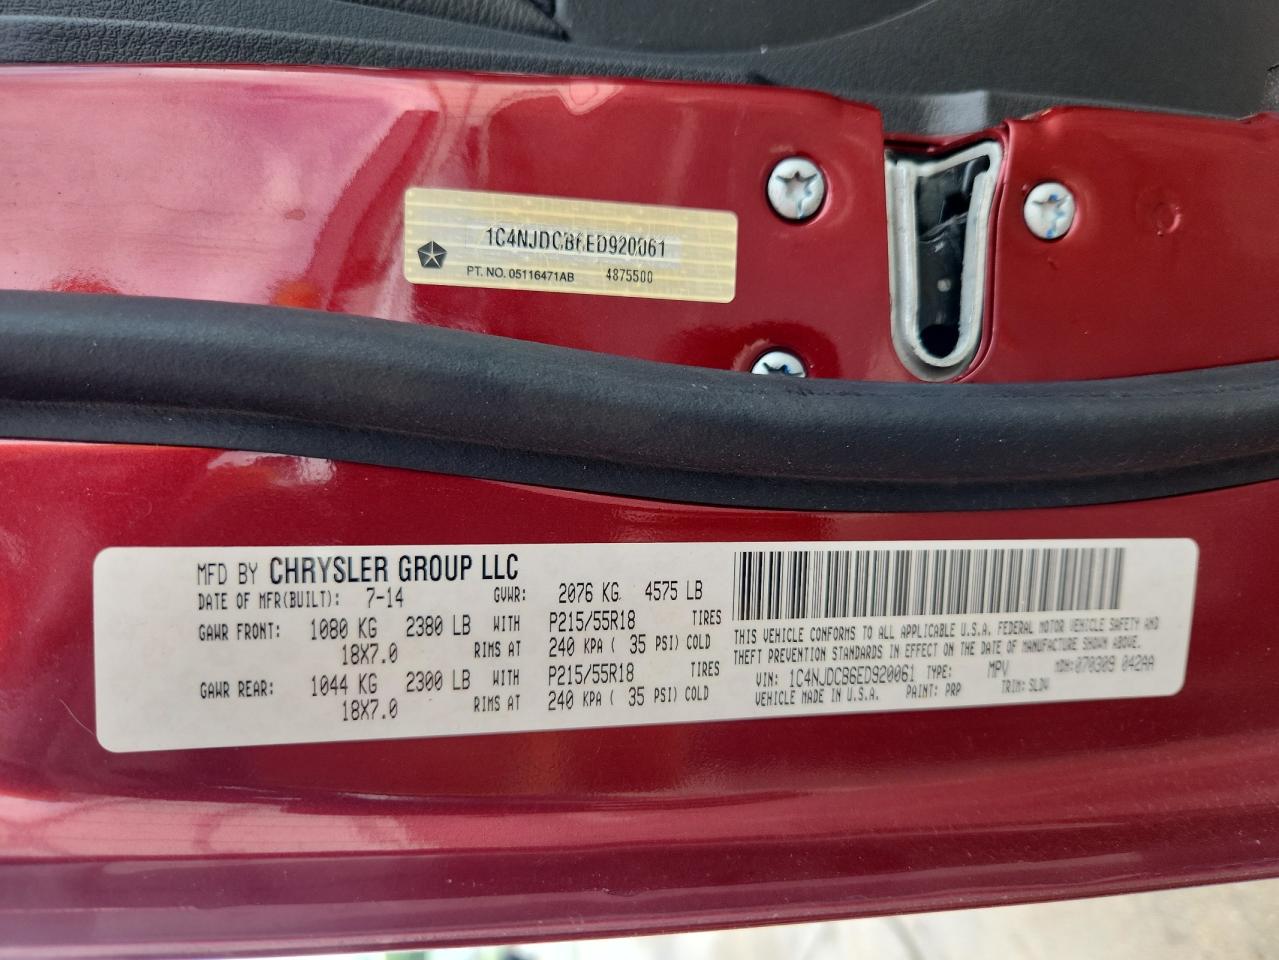 1C4NJDCB6ED920061
PT. NO. 05116471AB 4875500
MFD BY CHRYSLER GROUP LLC
DATE OF MFR(BUILT): 7-14 GVWR: 2076 KG 4575 LB
GAWR FRONT: 1080 KG 2380 LB WITH P215/55R18 TIRES
18X7.0 RIMS AT 240 KPA ( 35 PSI) COLD
GAWR REAR: 1044 KG 2300 LB WITH P215/55R18 TIRES
18X7.0 RIMS AT 240 KPA ( 35 PSI) COLD
THIS VEHICLE CONFORMS TO ALL APPLICABLE U.S.A. FEDERAL MOTOR VEHICLE SAFETY AND
THEFT PREVENTION STANDARDS IN EFFECT ON THE DATE OF MANUFACTURE SHOWN ABOVE.
VIN: 1C4NJDCB6ED920061 TYPE: MPV MDH: 070309 042AA
VEHICLE MADE IN U.S.A. PAINT: PRP TRIM: SLDV